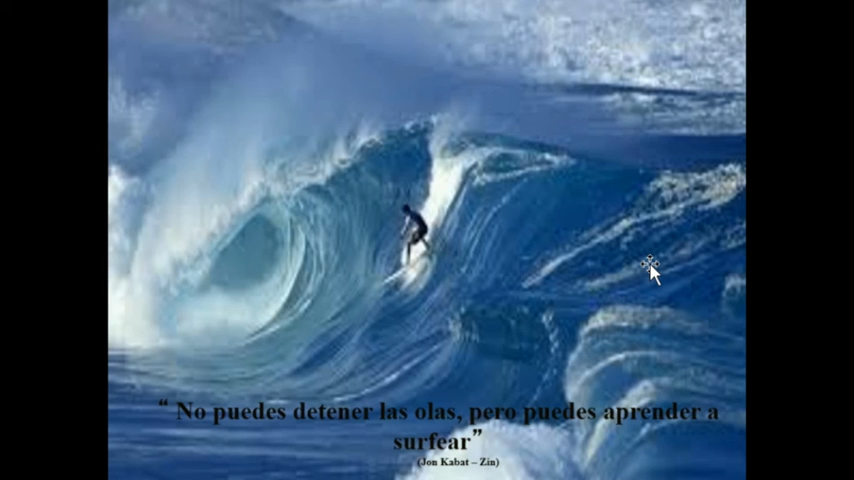 “ No puedes detener las olas, pero puedes aprender a
surfear”
(Jon Kabat – Zin)